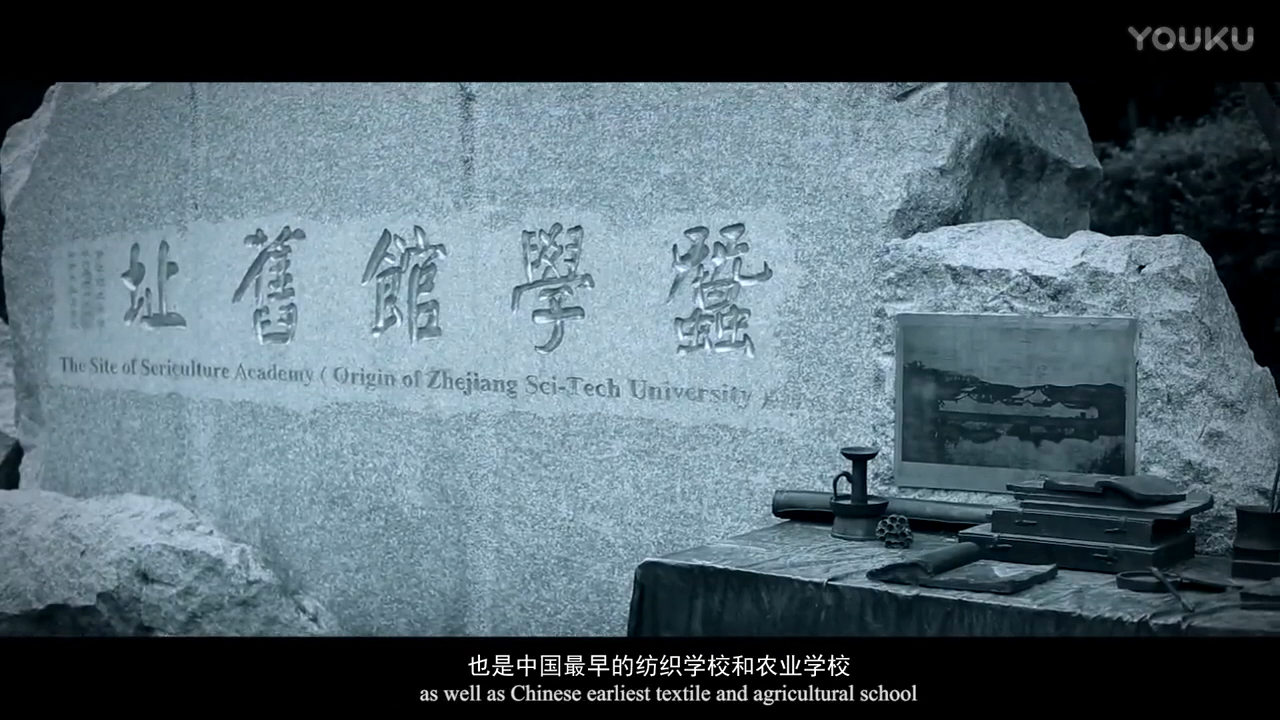 YOUKU
蠶學館舊址
The Site of Sericulture Academy ( Origin of Zhejiang Sci-Tech University )
也是中国最早的纺织学校和农业学校
as well as Chinese earliest textile and agricultural school